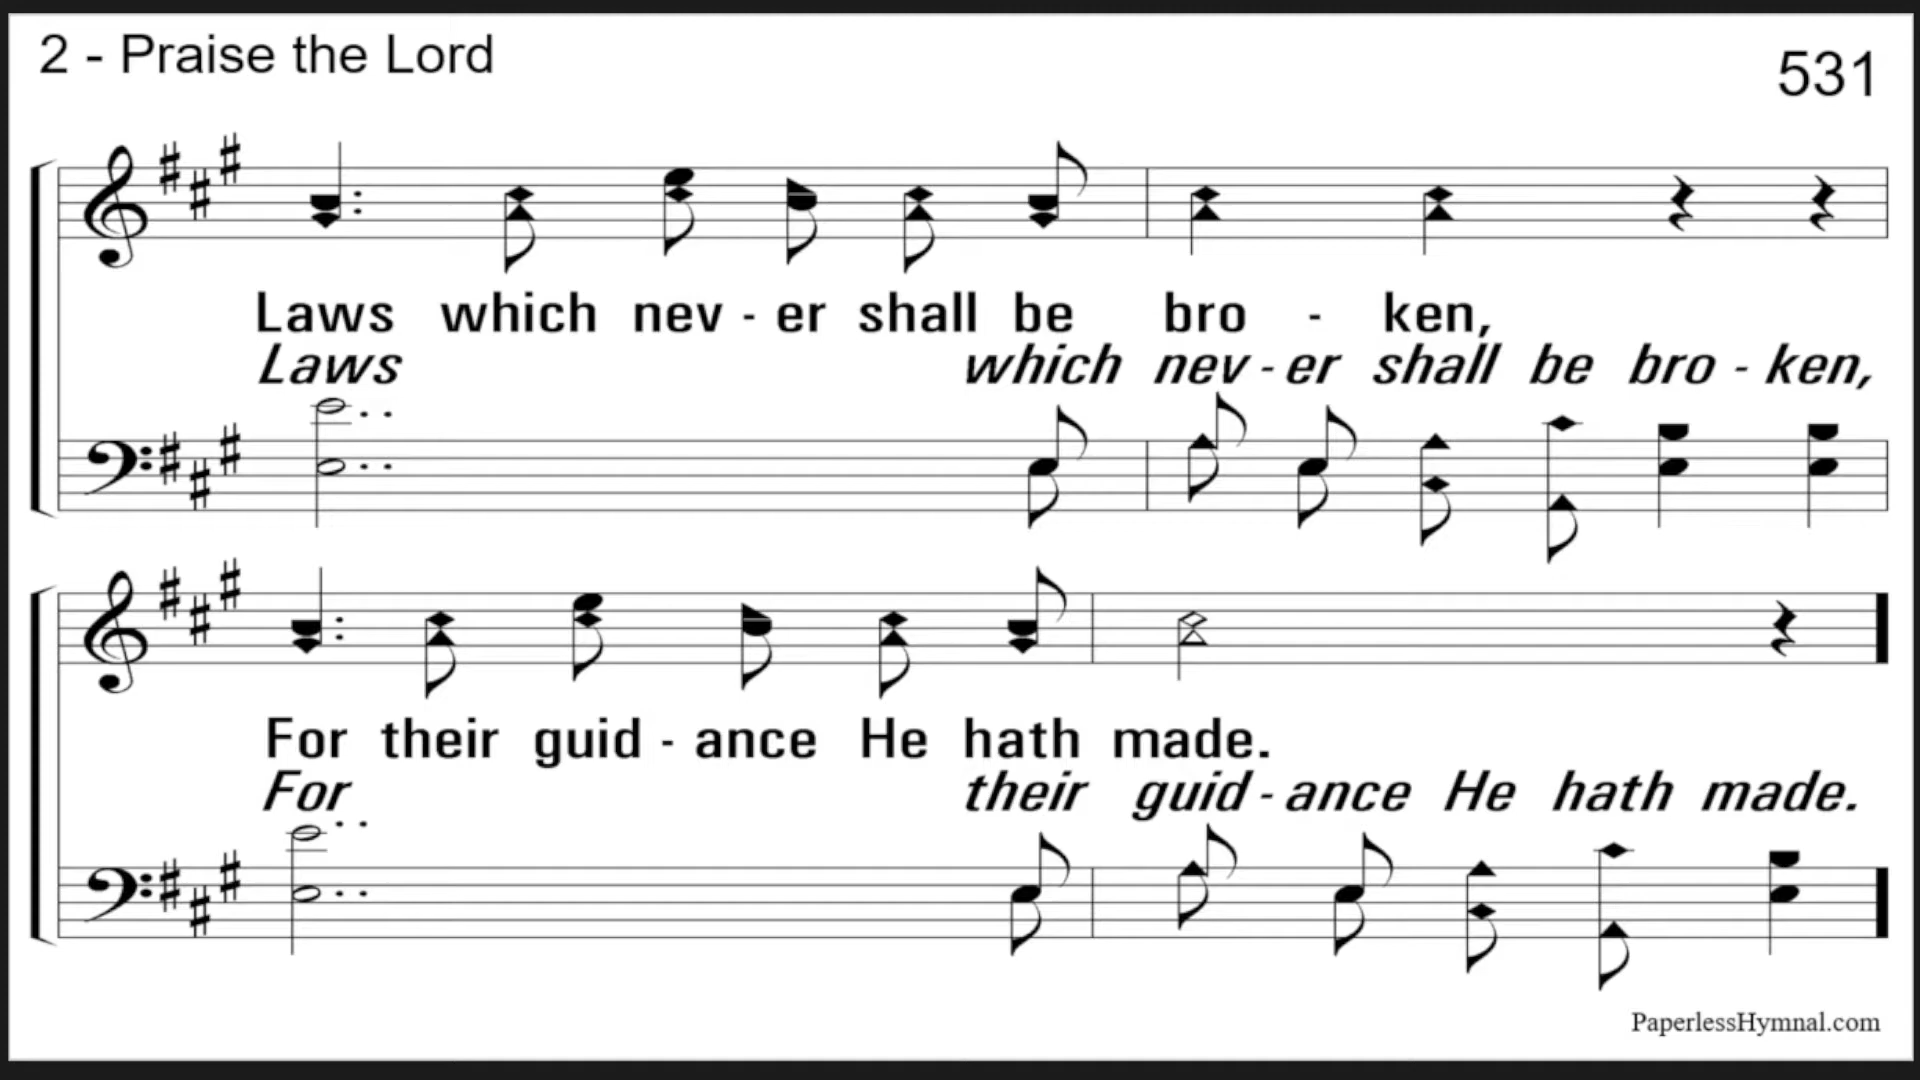 2 - Praise the Lord
531
Laws which nev - er shall be bro - ken,
Laws which nev - er shall be bro - ken,
For their guid - ance He hath made.
For their guid - ance He hath made.
PaperlessHymnal.com